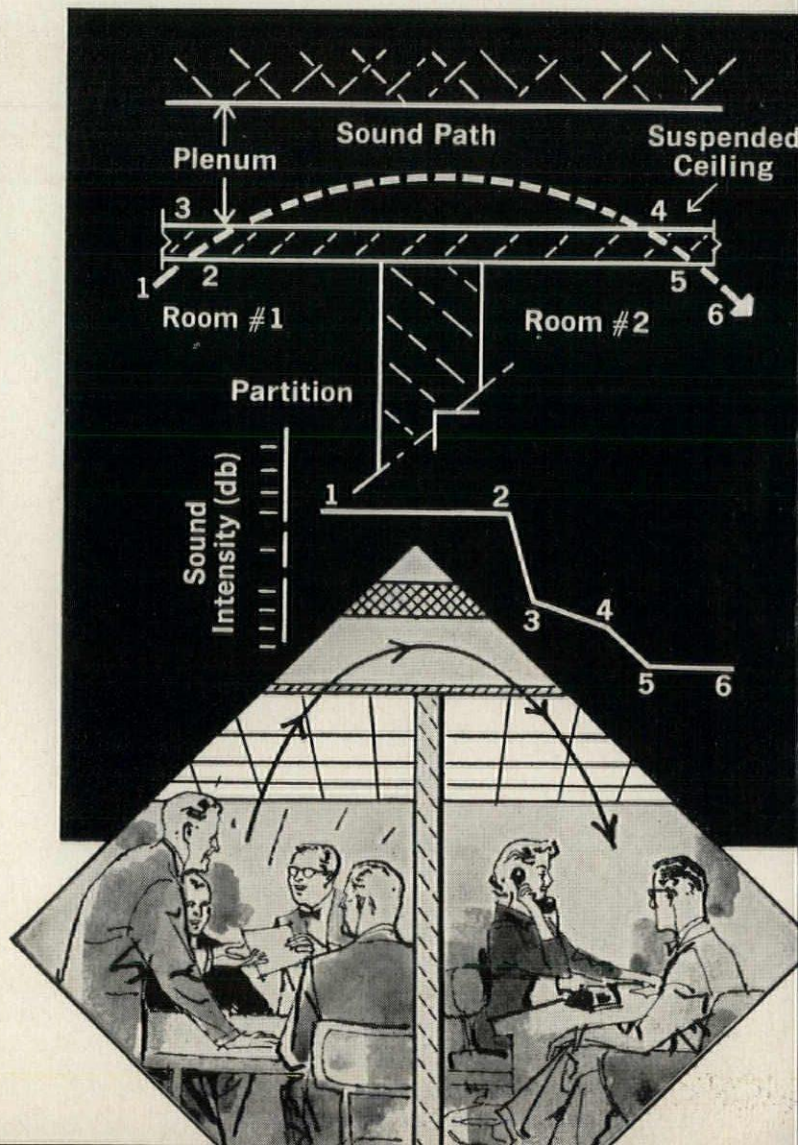 Sound Path
Suspended
Ceiling
Plenum
3
4
1
2
5
6
Room #1
Room #2
Partition
Sound
Intensity (db)
1
2
3
4
5
6